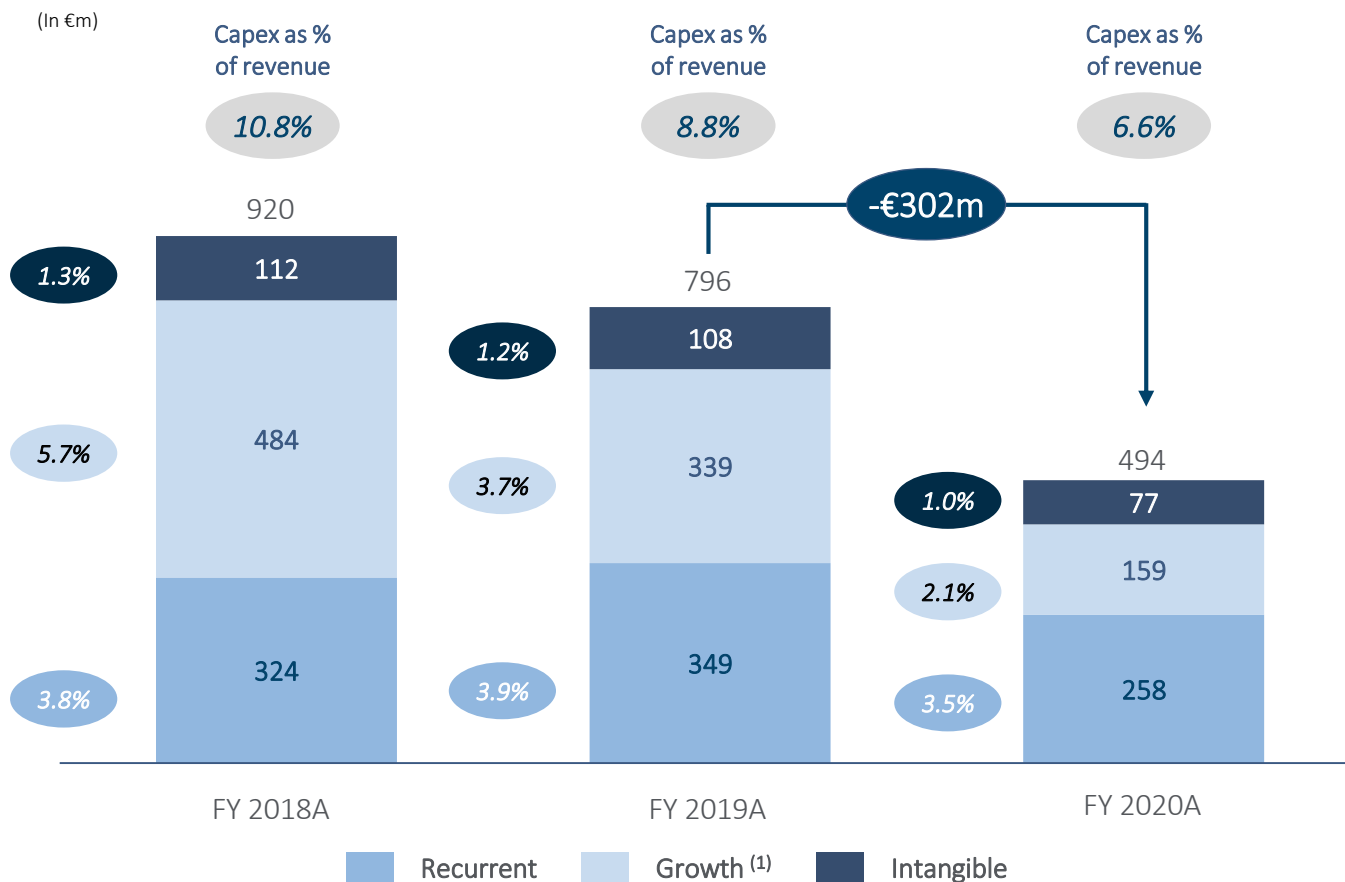 (In €m)
Capex as %
of revenue
10.8%
Capex as %
of revenue
8.8%
Capex as %
of revenue
6.6%
-€302m
920
112
484
324
1.3%
5.7%
3.8%
796
108
339
349
1.2%
3.7%
3.9%
494
77
159
258
1.0%
2.1%
3.5%
FY 2018A
FY 2019A
FY 2020A
Recurrent
Growth (1)
Intangible